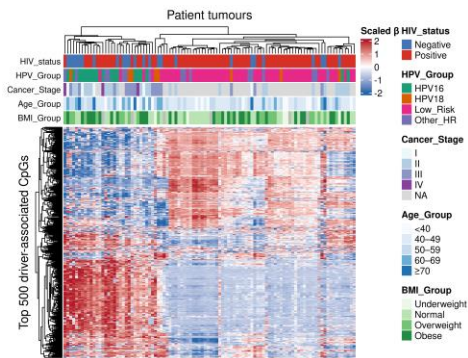 Patient tumours
Scaled β
2
1
0
-1
-2
HIV_status
HPV_Group
Cancer_Stage
Age_Group
BMI_Group
Top 500 driver-associated CpGs
HIV_status
Negative
Positive
HPV_Group
HPV16
HPV18
Low_Risk
Other_HR
Cancer_Stage
I
II
III
IV
NA
Age_Group
<40
40–49
50–59
60–69
≥70
BMI_Group
Underweight
Normal
Overweight
Obese